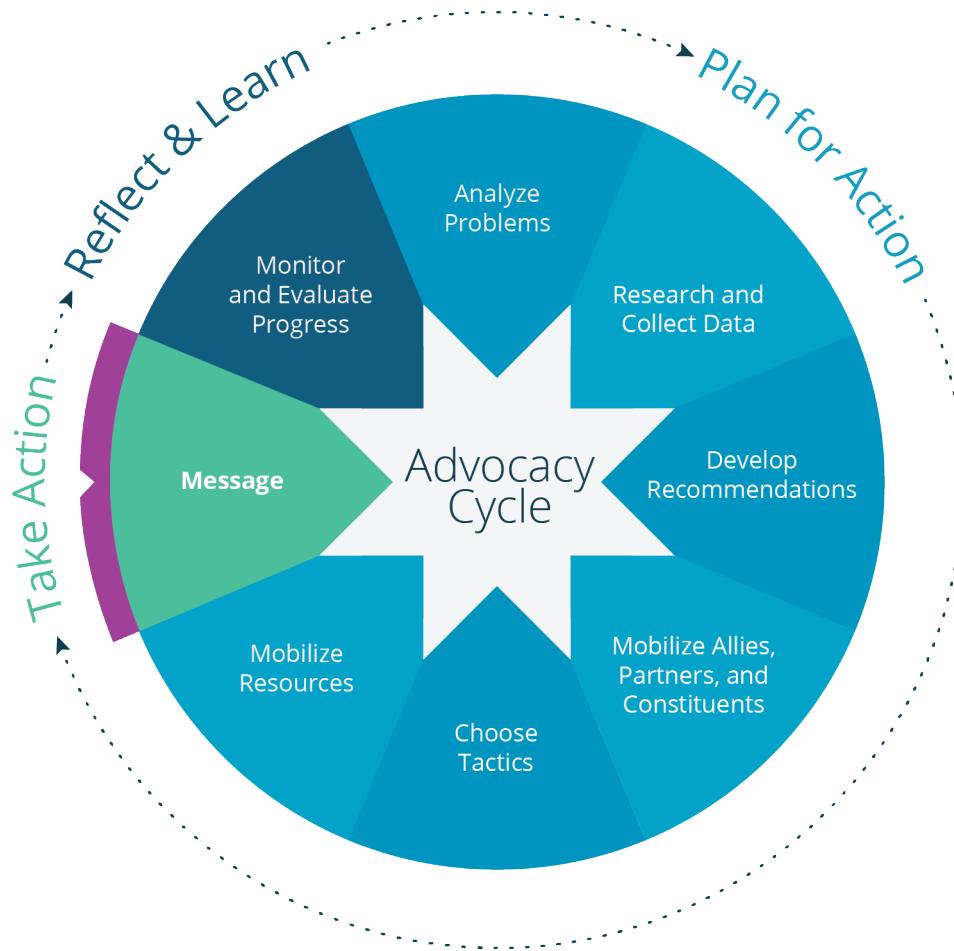 Reflect & Learn
Plan for Action
Take Action
Analyze
Problems
Research and
Collect Data
Develop
Recommendations
Mobilize Allies,
Partners, and
Constituents
Choose
Tactics
Mobilize
Resources
Message
Monitor
and Evaluate
Progress
Advocacy
Cycle